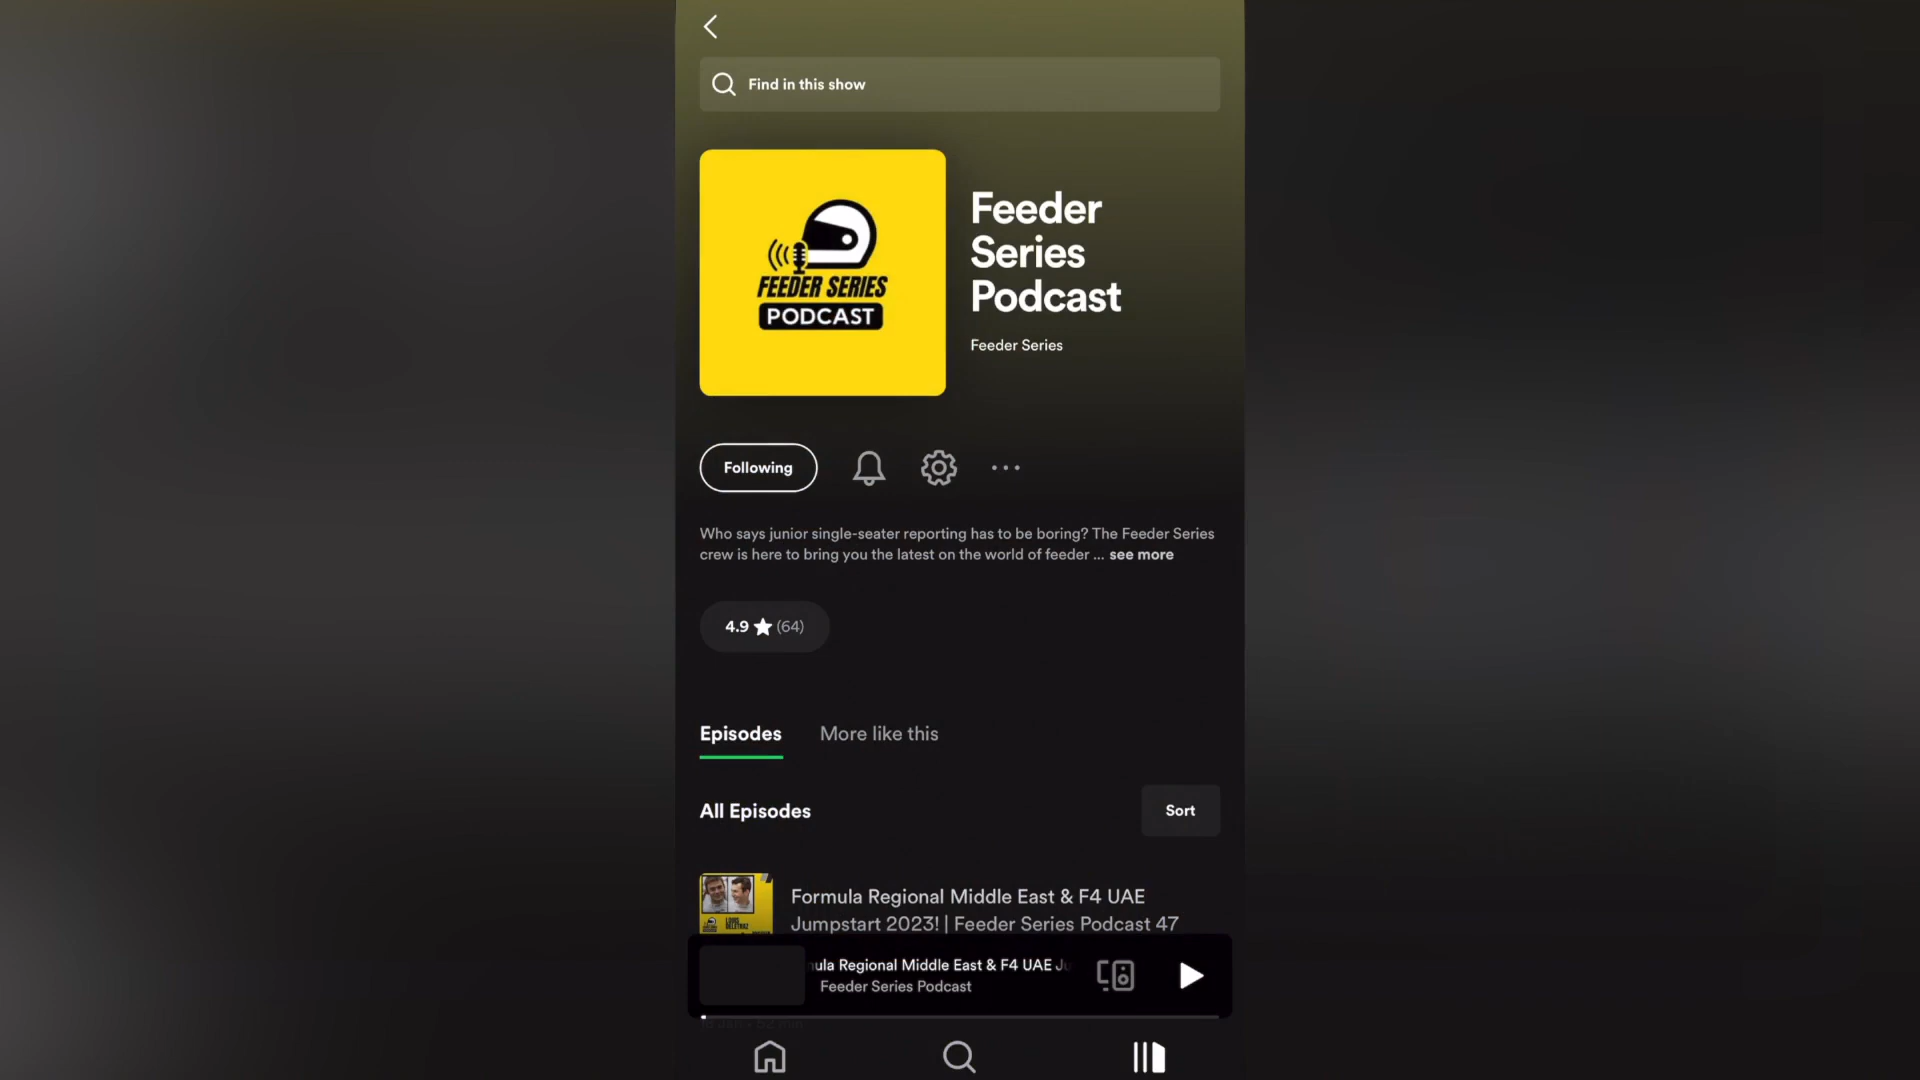 Find in this show
FEEDER SERIES
PODCAST
Feeder
Series
Podcast
Feeder Series
Following
Who says junior single-seater reporting has to be boring? The Feeder Series
crew is here to bring you the latest on the world of feeder ... see more
4.9 ★ (64)
Episodes
More like this
All Episodes
Sort
Formula Regional Middle East & F4 UAE
Jumpstart 2023! | Feeder Series Podcast 47
LOUIS
DELETRAZ
ula Regional Middle East & F4 UAE Ju
Feeder Series Podcast